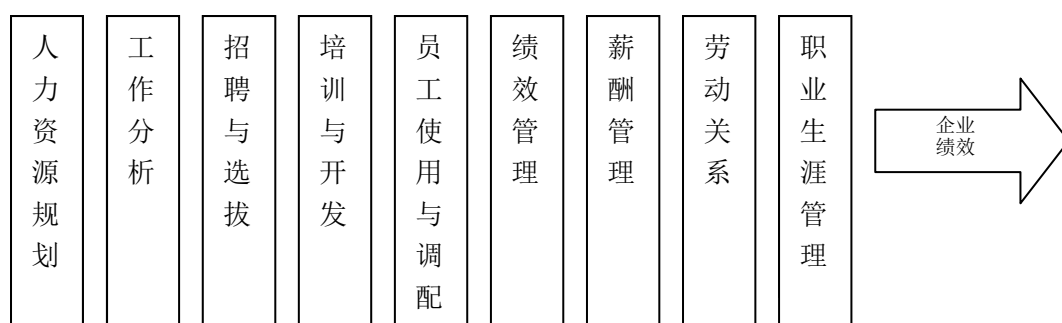 人力资源规划
工作分析
招聘与选拔
培训与开发
员工使用与调配
绩效管理
薪酬管理
劳动关系
职业生涯管理
企业
绩效